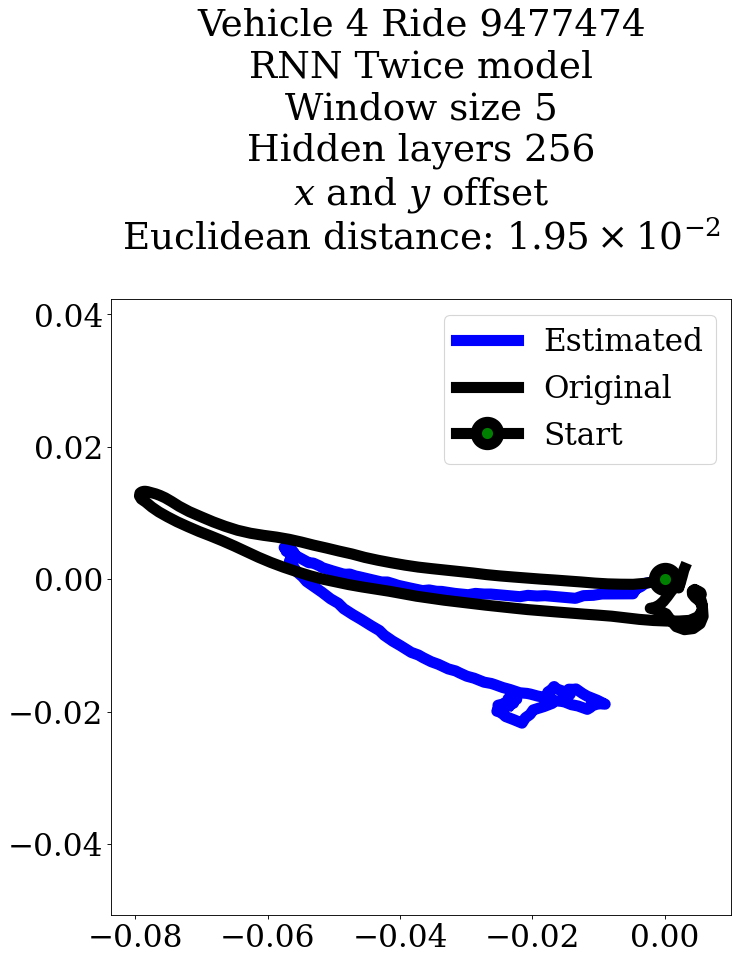 Vehicle 4 Ride 9477474
RNN Twice model
Window size 5
Hidden layers 256
x and y offset
Euclidean distance: 1.95 × 10⁻²
Estimated
Original
Start
0.04
0.02
0.00
−0.02
−0.04
−0.08 −0.06 −0.04 −0.02 0.00